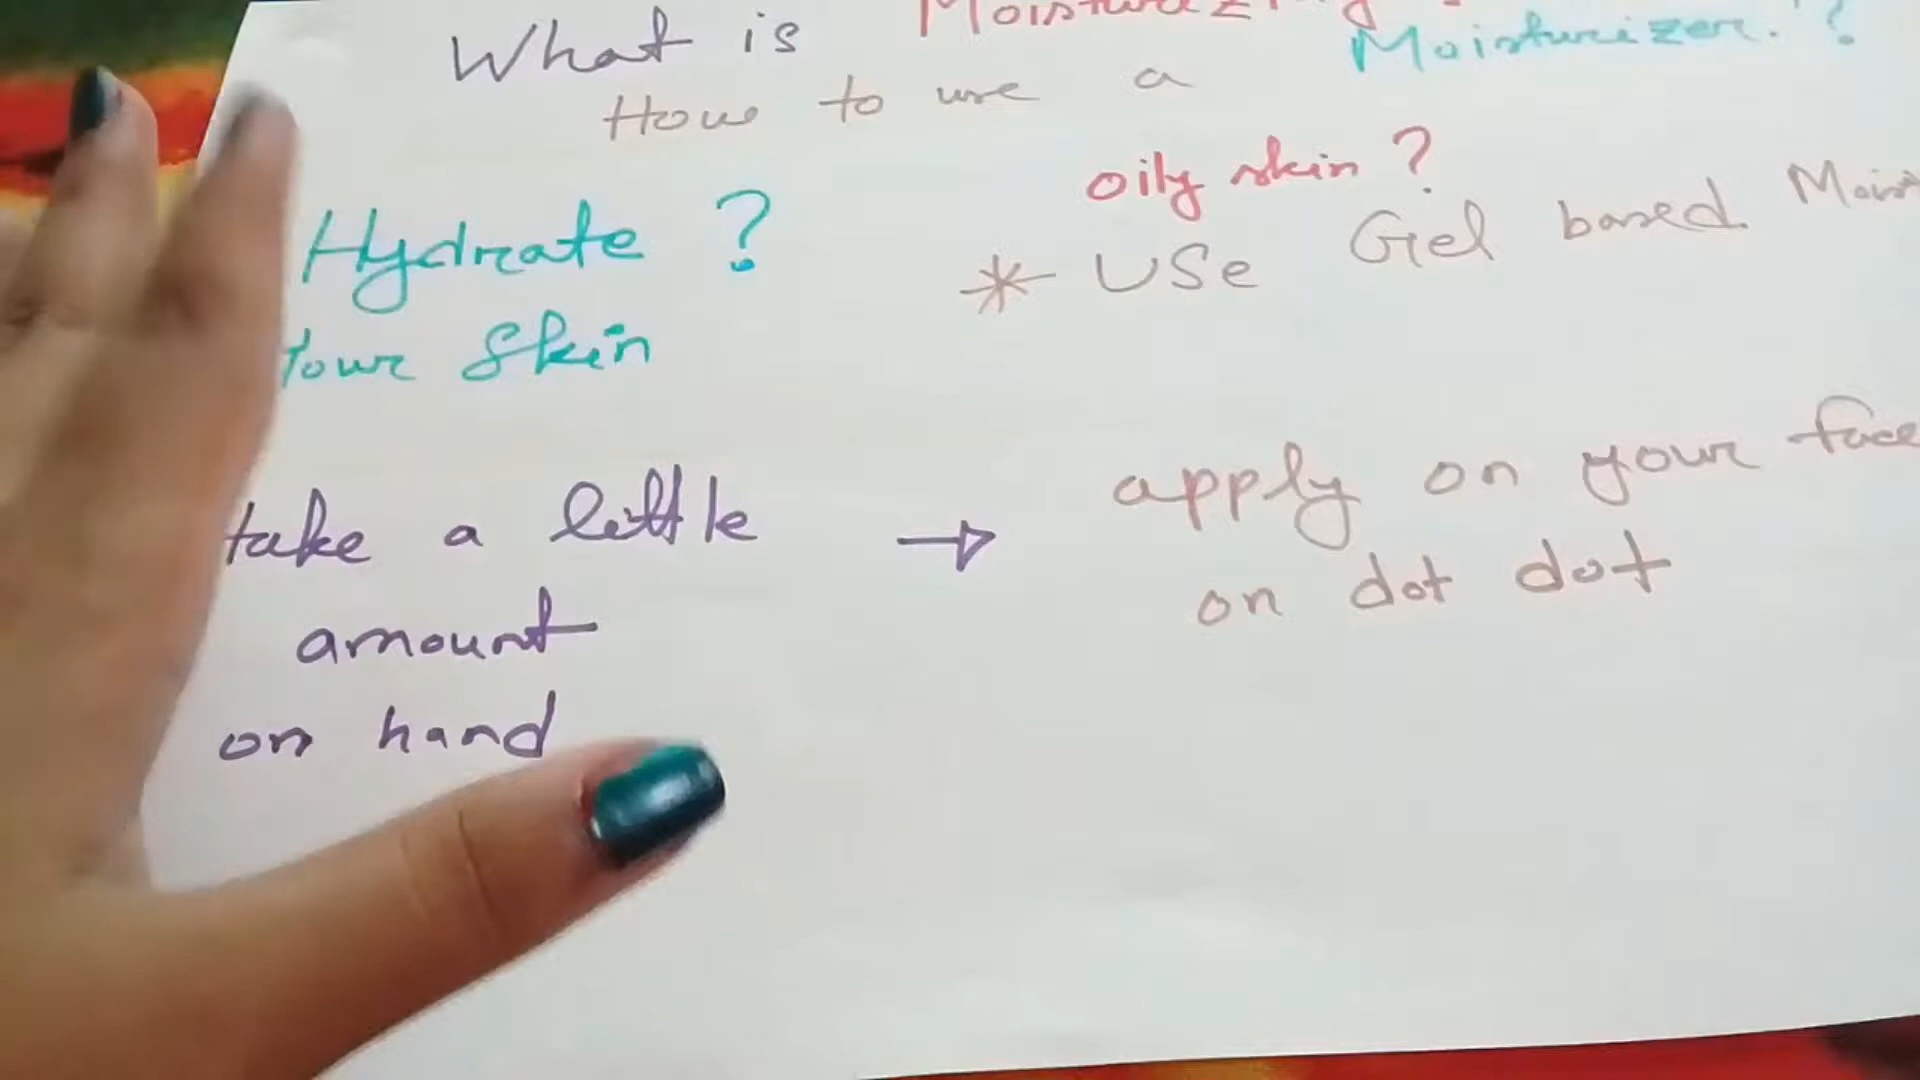 What is Moisturizing
How to use a Moisturizer. ?
Hydrate ?
Your Skin
oily skin ?
* Use Gel based
take a little
amount
on hand
→
apply on your face
on dot dot